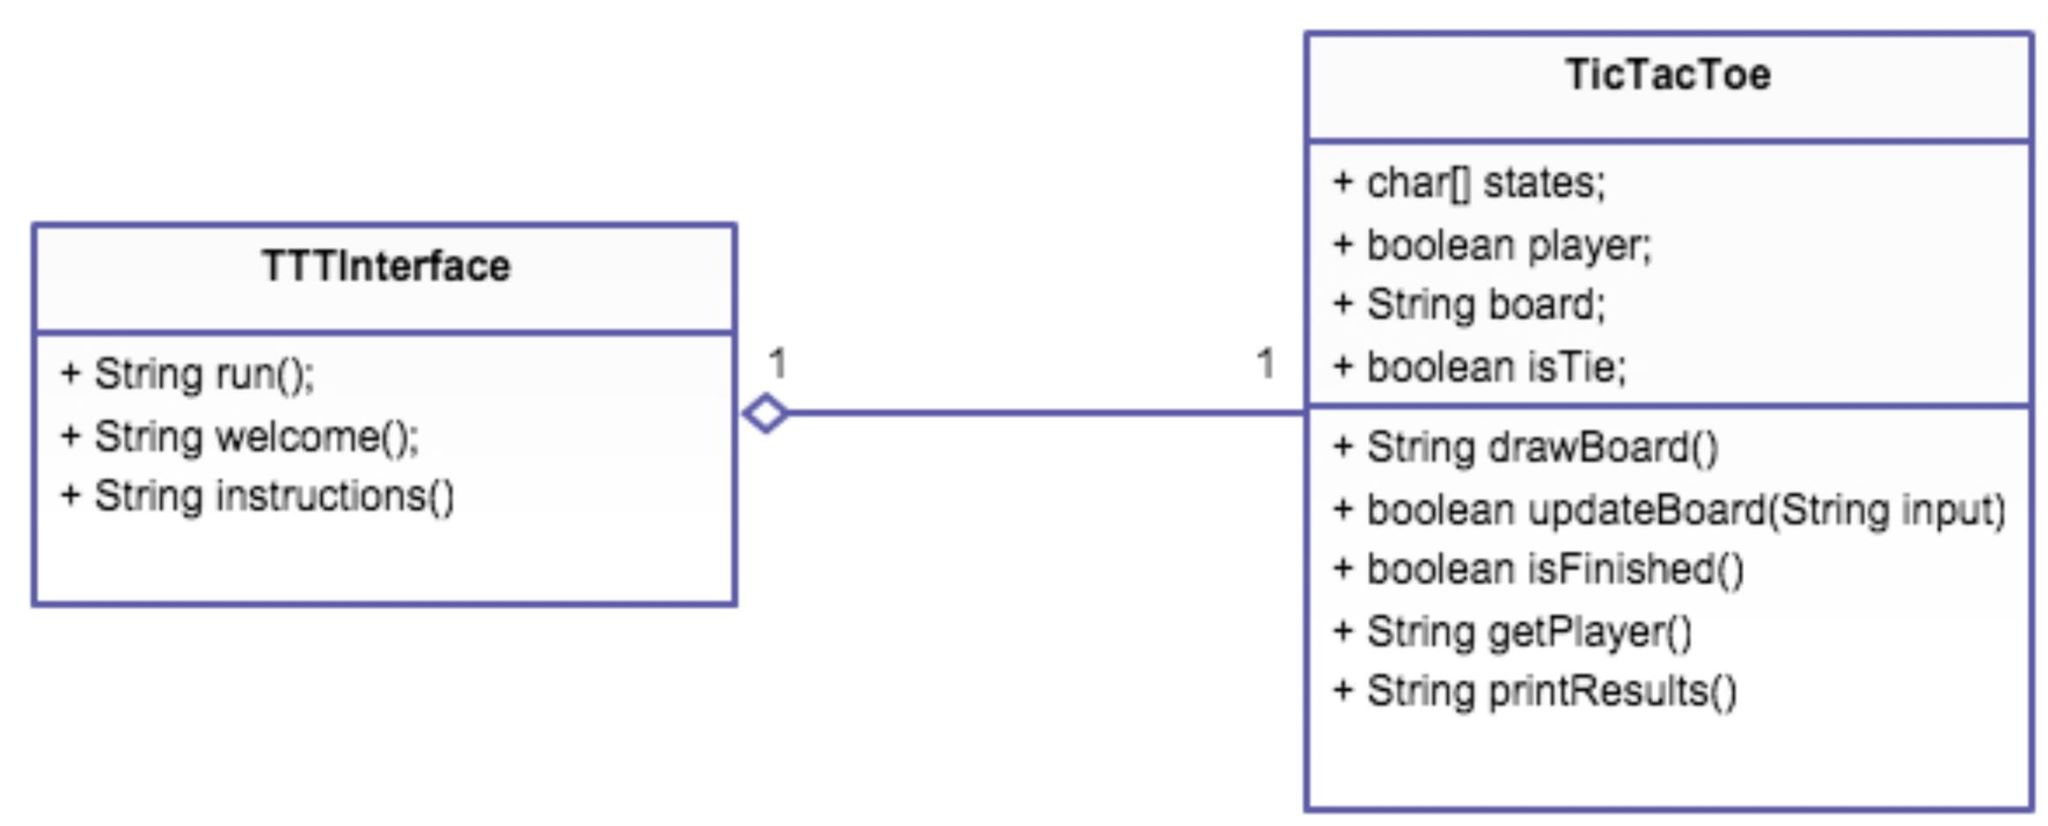 TTTInterface
+ String run();
+ String welcome();
+ String instructions()
1
1
TicTacToe
+ char[] states;
+ boolean player;
+ String board;
+ boolean isTie;
+ String drawBoard()
+ boolean updateBoard(String input)
+ boolean isFinished()
+ String getPlayer()
+ String printResults()